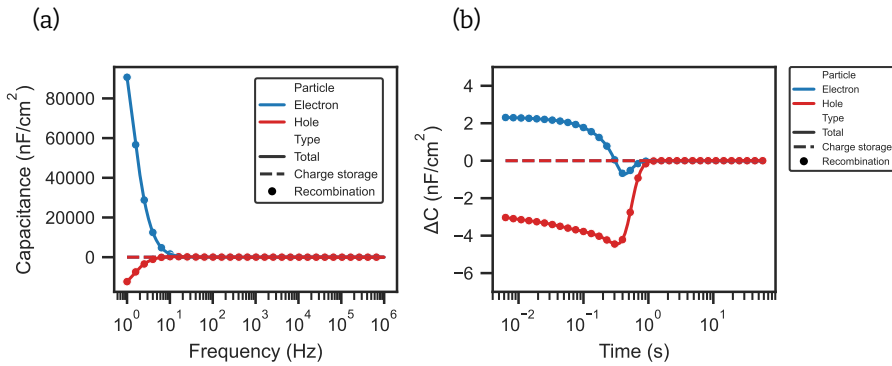 (a)
(b)
Capacitance (nF/cm²)
80000
60000
40000
20000
0
10⁰
10¹
10²
10³
10⁴
10⁵
10⁶
Frequency (Hz)
Particle
Electron
Hole
Type
Total
Charge storage
Recombination
ΔC (nF/cm²)
4
2
0
−2
−4
−6
10⁻²
10⁻¹
10⁰
10¹
Time (s)
Particle
Electron
Hole
Type
Total
Charge storage
Recombination